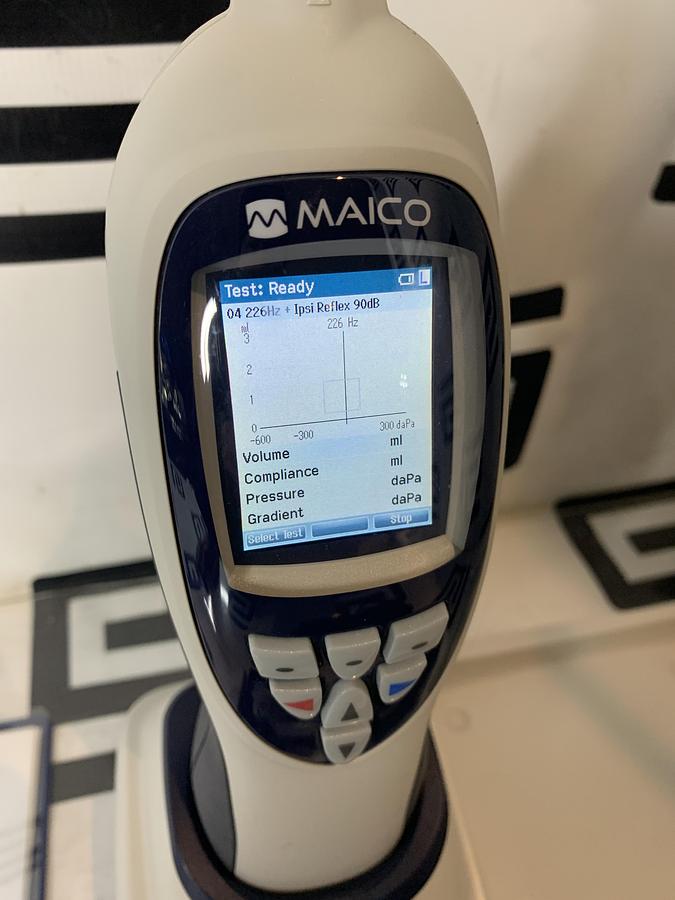 MAICO
Test: Ready L
04 226Hz + Ipsi Reflex 90dB
ml 226 Hz
3
2
1
0
-600 -300 300 daPa
Volume ml
Compliance ml
Pressure daPa
Gradient daPa
Select Test Stop